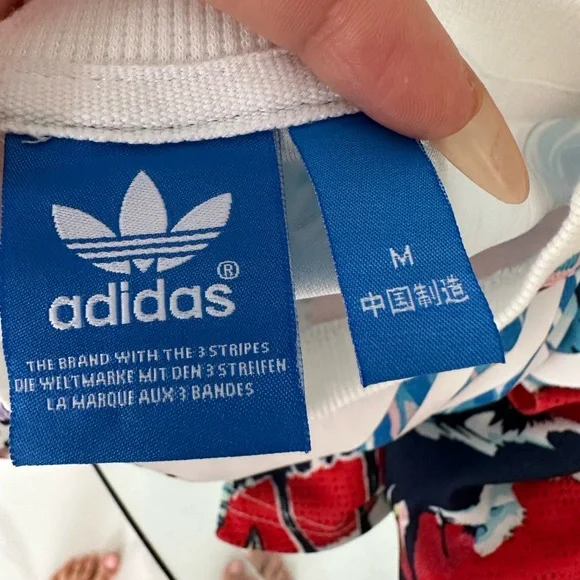 adidas®
THE BRAND WITH THE 3 STRIPES
DIE WELTMARKE MIT DEN 3 STREIFEN
LA MARQUE AUX 3 BANDES
M
中国制造